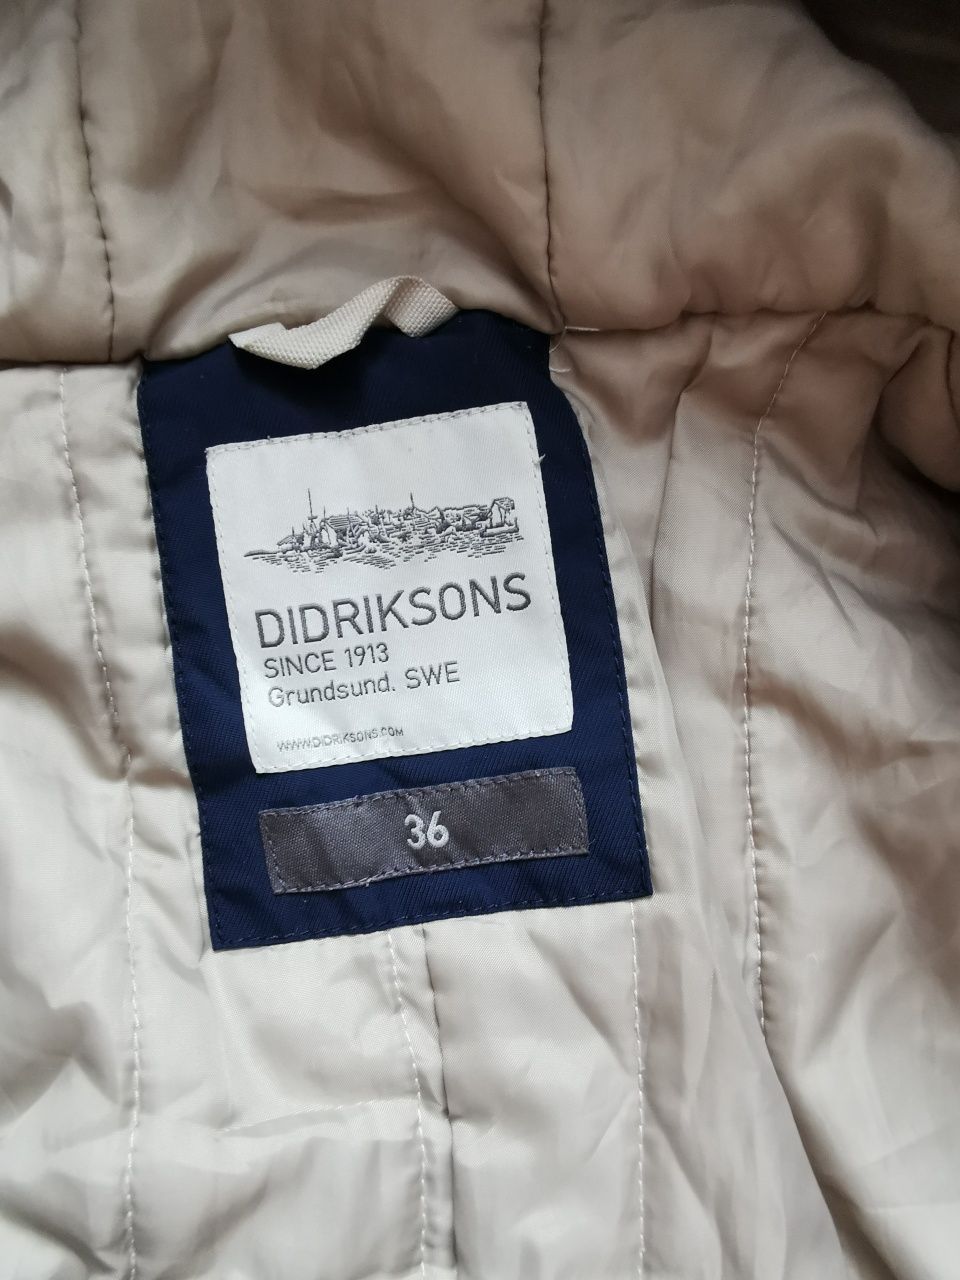 DIDRIKSONS
SINCE 1913
Grundsund. SWE
WWW.DIDRIKSONS.COM
36